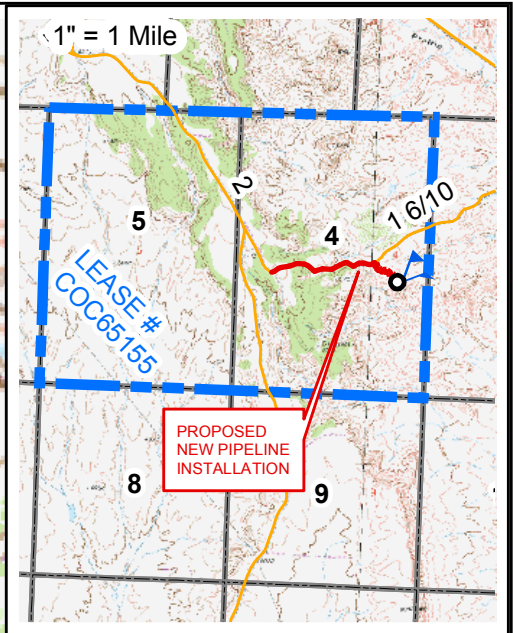 1" = 1 Mile
5
2
4
1 6/10
LEASE #
COC65155
PROPOSED
NEW PIPELINE
INSTALLATION
8
9